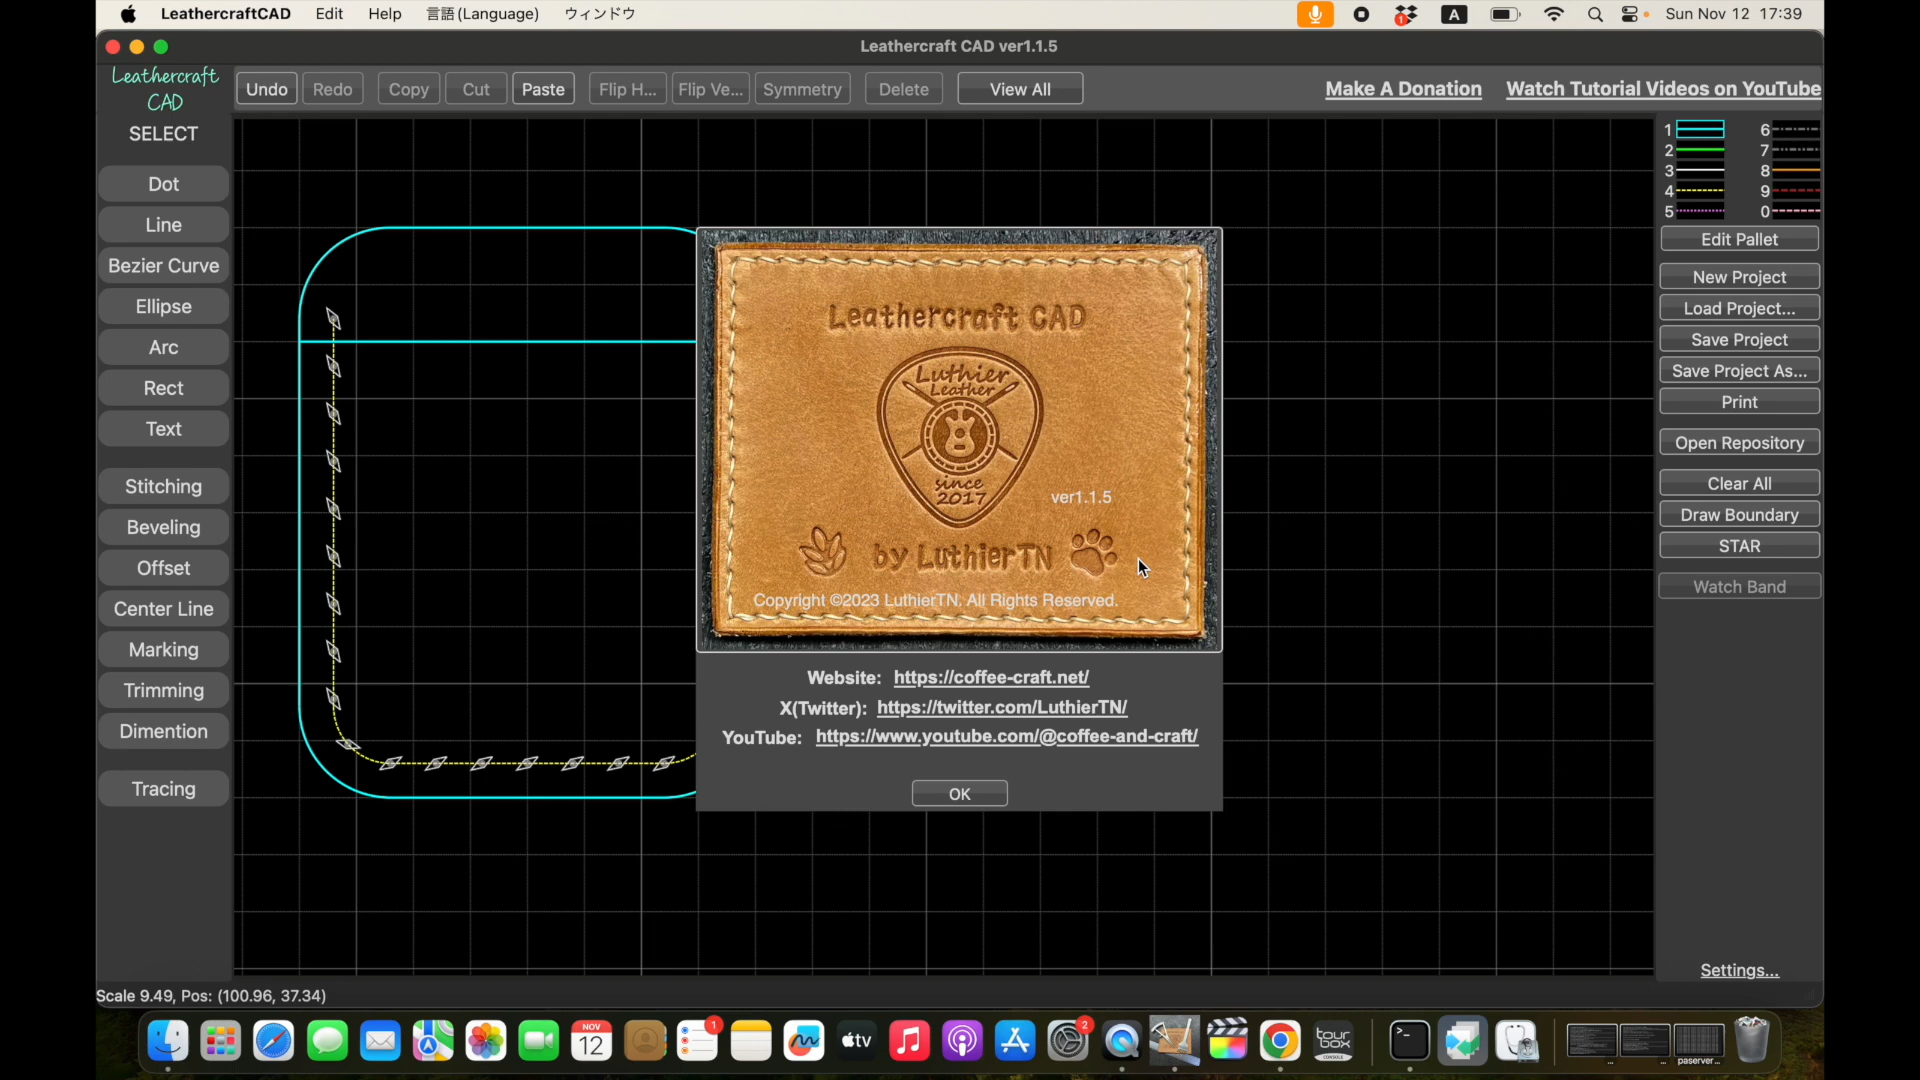 LeathercraftCAD Edit Help 言語(Language) ウィンドウ
A Sun Nov 12 17:39
Leathercraft CAD ver1.1.5
Leathercraft
CAD
Undo Redo Copy Cut Paste Flip H... Flip Ve... Symmetry Delete View All Make A Donation Watch Tutorial Videos on YouTube
SELECT
Dot
Line
Bezier Curve
Ellipse
Arc
Rect
Text
Stitching
Beveling
Offset
Center Line
Marking
Trimming
Dimention
Tracing
Leathercraft CAD
Luthier
Leather
since
2017
ver1.1.5
by LuthierTN
Copyright ©2023 LuthierTN. All Rights Reserved.
Website: https://coffee-craft.net/
X(Twitter): https://twitter.com/LuthierTN/
YouTube: https://www.youtube.com/@coffee-and-craft/
OK
1 6
2 7
3 8
4 9
5 0
Edit Pallet
New Project
Load Project...
Save Project
Save Project As...
Print
Open Repository
Clear All
Draw Boundary
STAR
Watch Band
Settings...
Scale 9.49, Pos: (100.96, 37.34)
NOV
12
1
tv
2
tour
box
CONSOLE
>_
paserver...